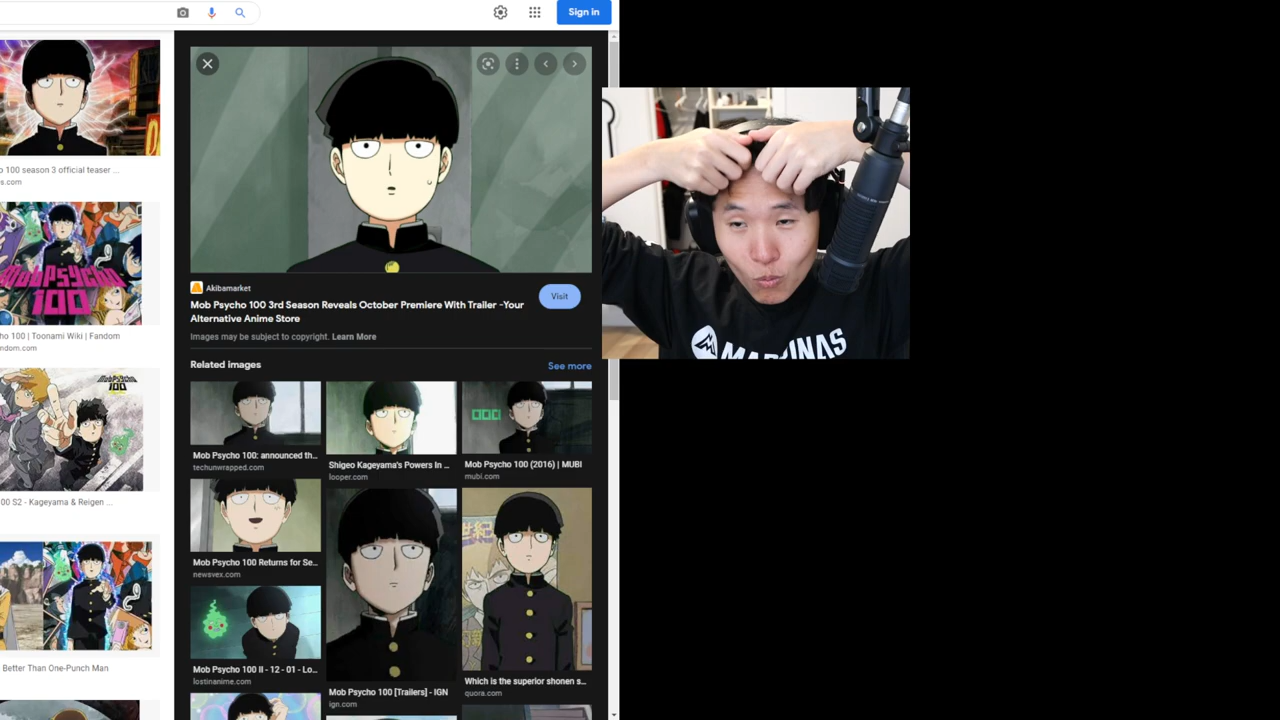 Sign in
100 season 3 official teaser ...
s.com
MobPsycho
100
ho 100 | Toonami Wiki | Fandom
ndom.com
MobPsycho
100
00 S2 - Kageyama & Reigen ...
Better Than One-Punch Man
Akibamarket
Mob Psycho 100 3rd Season Reveals October Premiere With Trailer -Your
Alternative Anime Store
Visit
Images may be subject to copyright. Learn More
Related images
See more
Mob Psycho 100: announced th...
techunwrapped.com
Shigeo Kageyama's Powers In ...
looper.com
Mob Psycho 100 (2016) | MUBI
mubi.com
Mob Psycho 100 Returns for Se...
newsvex.com
Mob Psycho 100 II - 12 - 01 - Lo...
lostinanime.com
Mob Psycho 100 [Trailers] - IGN
ign.com
Which is the superior shonen s...
quora.com